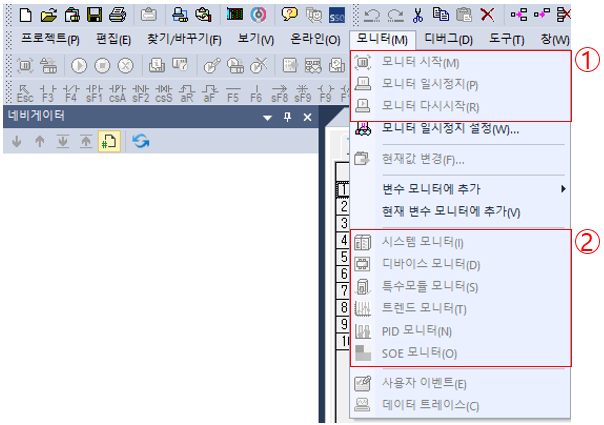 프로젝트(P) 편집(E) 찾기/바꾸기(F) 보기(V) 온라인(O) 모니터(M) 디버그(D) 도구(T) 창(W)
Esc F3 F4 sF1 csA sF2 csS aR aF F5 F6 sF8 sF9 F9
네비게이터
모니터 시작(M)
모니터 일시정지(P)
모니터 다시시작(R)
①
모니터 일시정지 설정(W)...
현재값 변경(F)...
변수 모니터에 추가
현재 변수 모니터에 추가(V)
시스템 모니터(I)
디바이스 모니터(D)
특수모듈 모니터(S)
트렌드 모니터(T)
PID 모니터(N)
SOE 모니터(O)
②
사용자 이벤트(E)
데이터 트레이스(C)
1
2
3
4
5
6
7
8
9